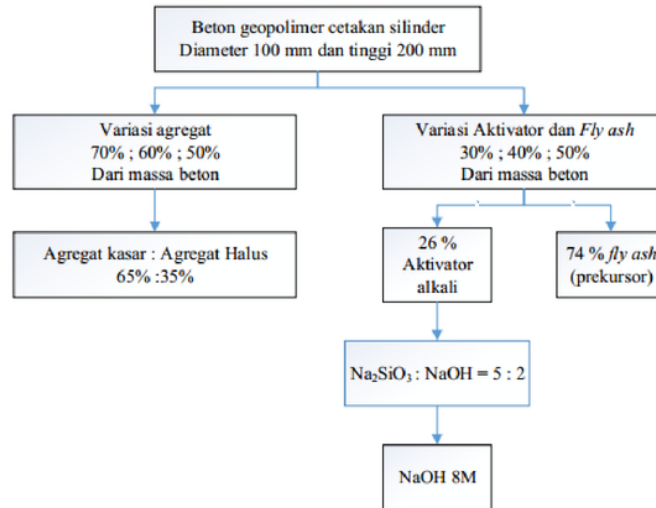 Beton geopolimer cetakan silinder
Diameter 100 mm dan tinggi 200 mm
Variasi agregat
70% ; 60% ; 50%
Dari massa beton
Variasi Aktivator dan Fly ash
30% ; 40% ; 50%
Dari massa beton
Agregat kasar : Agregat Halus
65% :35%
26 %
Aktivator
alkali
74 % fly ash
(prekursor)
Na₂SiO₃ : NaOH = 5 : 2
NaOH 8M